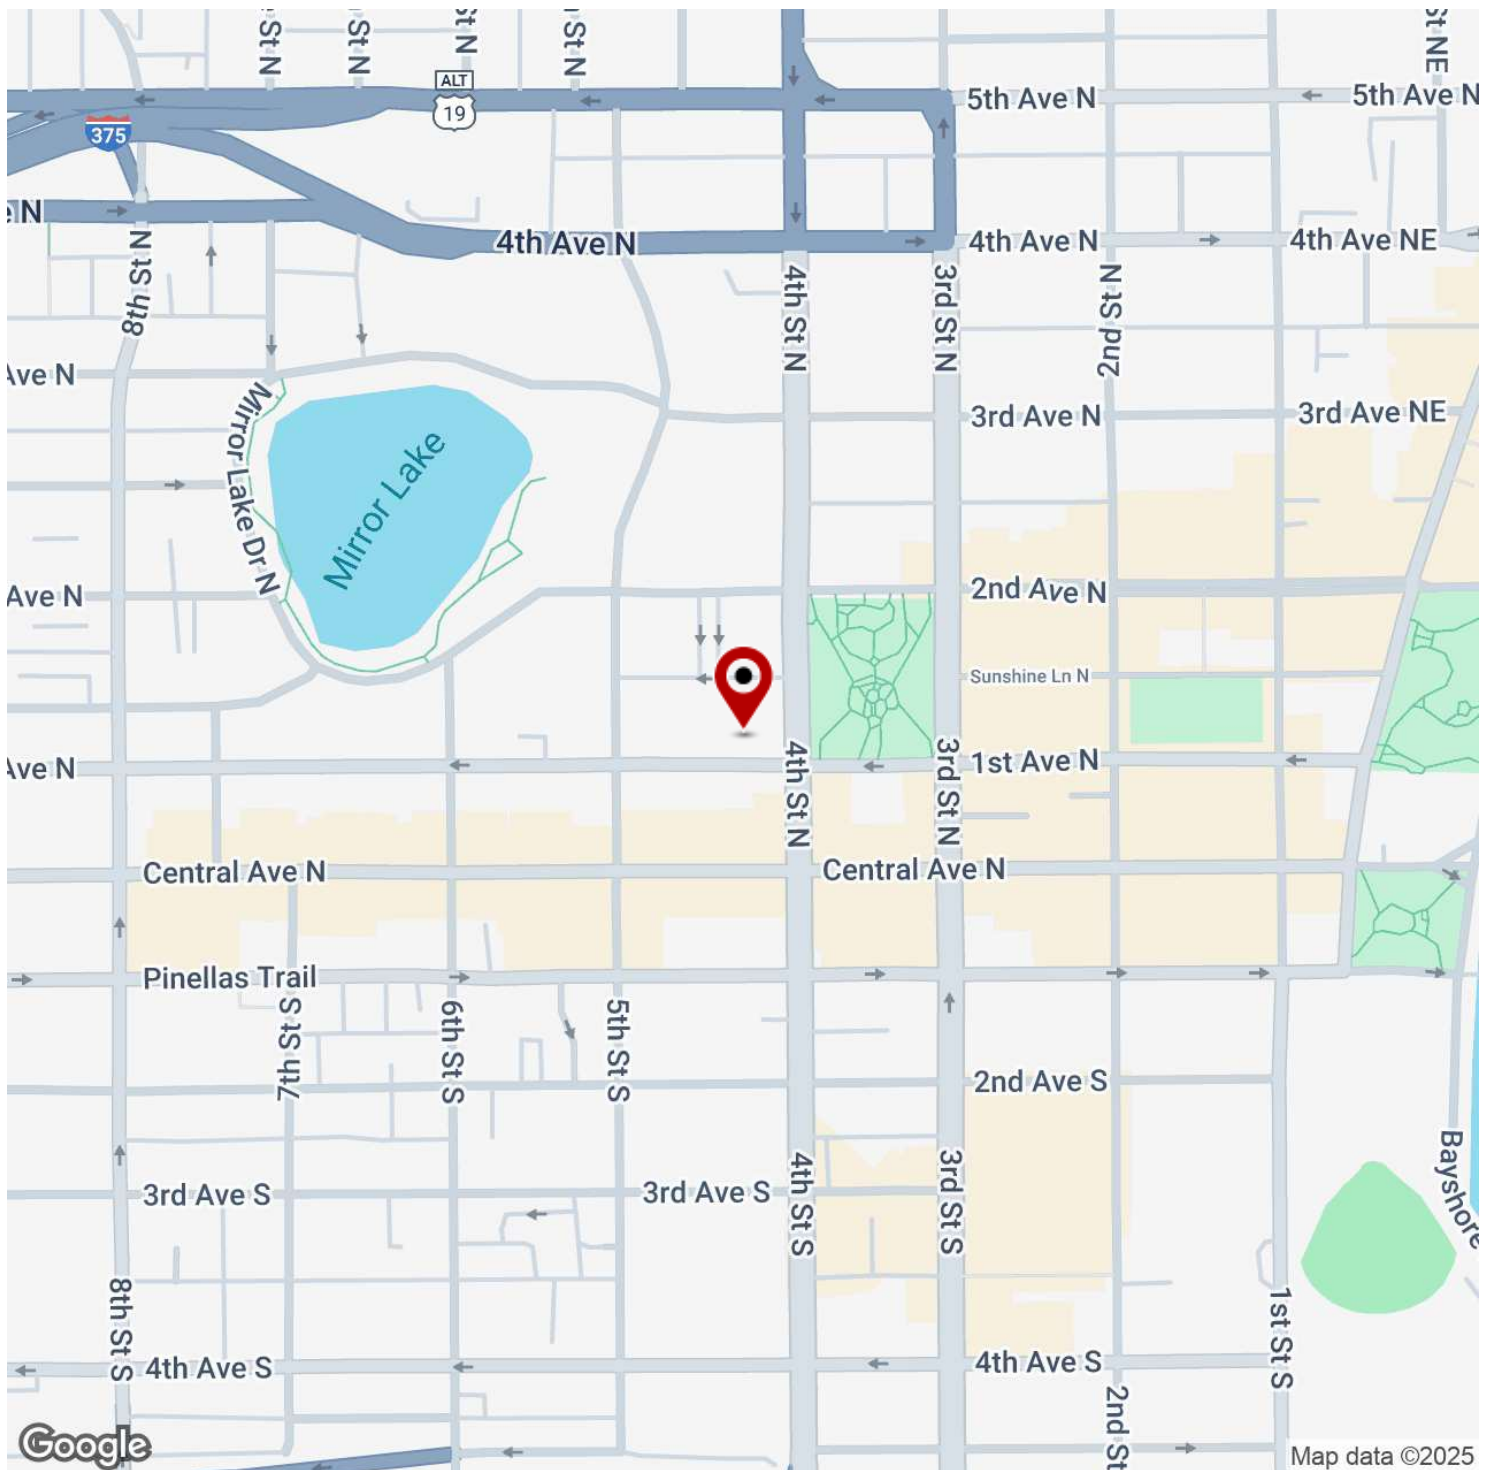 St N
St N
St N
St N
St NE
ALT
19
375
5th Ave N
5th Ave N
e N
4th Ave N
4th Ave N
4th Ave NE
8th St N
4th St N
3rd St N
2nd St N
Ave N
Mirror Lake Dr N
Mirror Lake
3rd Ave N
3rd Ave NE
Ave N
2nd Ave N
Sunshine Ln N
Ave N
4th St N
3rd St N
1st Ave N
Central Ave N
Central Ave N
Pinellas Trail
7th St S
6th St S
5th St S
2nd Ave S
3rd Ave S
3rd Ave S
4th St S
3rd St S
Bayshore
8th St S
1st St S
4th Ave S
4th Ave S
2nd St
Google
Map data ©2025